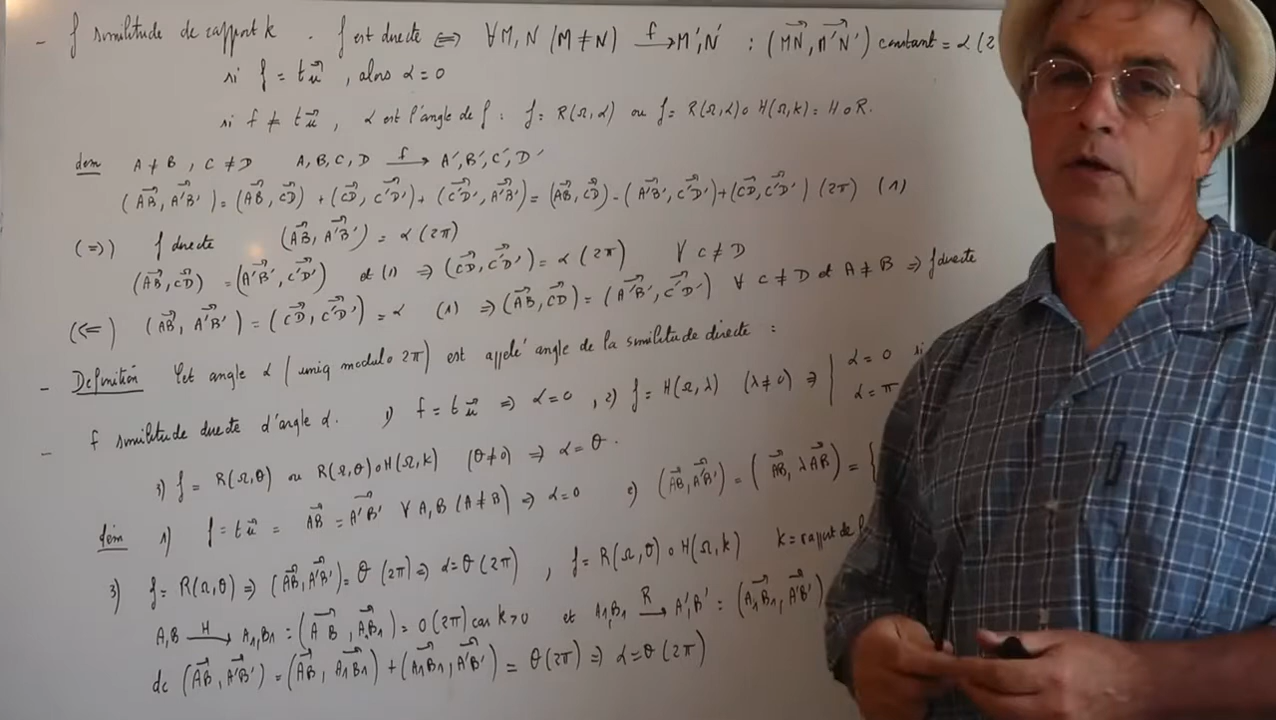 - f similitude de rapport k . f est directe ⟺ ∀M, N (M ≠ N) →f M', N' : (MN→, M'N'→) constant = α (2
si f = t u→ , alors α = 0
si f ≠ t u→ , α est l'angle de f : f = R(Ω,α) ou f = R(Ω,α) o H(Ω,k) = H o R.
dem A ≠ B , C ≠ D A, B, C, D →f A', B', C', D'
(AB→, A'B'→) = (AB→, CD→) + (CD→, C'D'→) + (C'D'→, A'B'→) = (AB→, CD→) - (A'B'→, C'D'→) + (CD→, C'D'→) (2π) (1)
(⇒) f directe (AB→, A'B'→) = α (2π)
(AB→, CD→) = (A'B'→, C'D'→) et (1) ⇒ (CD→, C'D'→) = α (2π) ∀ C ≠ D
(⇐) (AB→, A'B'→) = (CD→, C'D'→) = α (1) ⇒ (AB→, CD→) = (A'B'→, C'D'→) ∀ C ≠ D et A ≠ B ⇒ f directe
- Definition Cet angle α (uniq modulo 2π) est appelé angle de la similitude directe :
- f similitude directe d'angle α. 1) f = t u→ ⇒ α = 0 , 2) f = H(Ω, λ) (λ ≠ 0) ⇒ | α = 0 si
α = π
3) f = R(Ω,θ) ou R(Ω,θ) o H(Ω,k) (θ ≠ 0) ⇒ α = θ .
dém 1) f = t u→ = AB→ = A'B'→ ∀ A, B (A ≠ B) ⇒ α = 0 2) (AB→, A'B'→) = (AB→, λAB→) = {
3) f = R(Ω,θ) ⇒ (AB→, A'B'→) = θ (2π) ⇒ α = θ (2π) , f = R(Ω,θ) o H(Ω,k) k = rapport de
A, B →H A1, B1 : (AB→, A1B1→) = 0 (2π) car k > 0 et A1, B1 →R A', B' : (A1B1→, A'B'→)
dc (AB→, A'B'→) = (AB→, A1B1→) + (A1B1→, A'B'→) = θ (2π) ⇒ α = θ (2π)